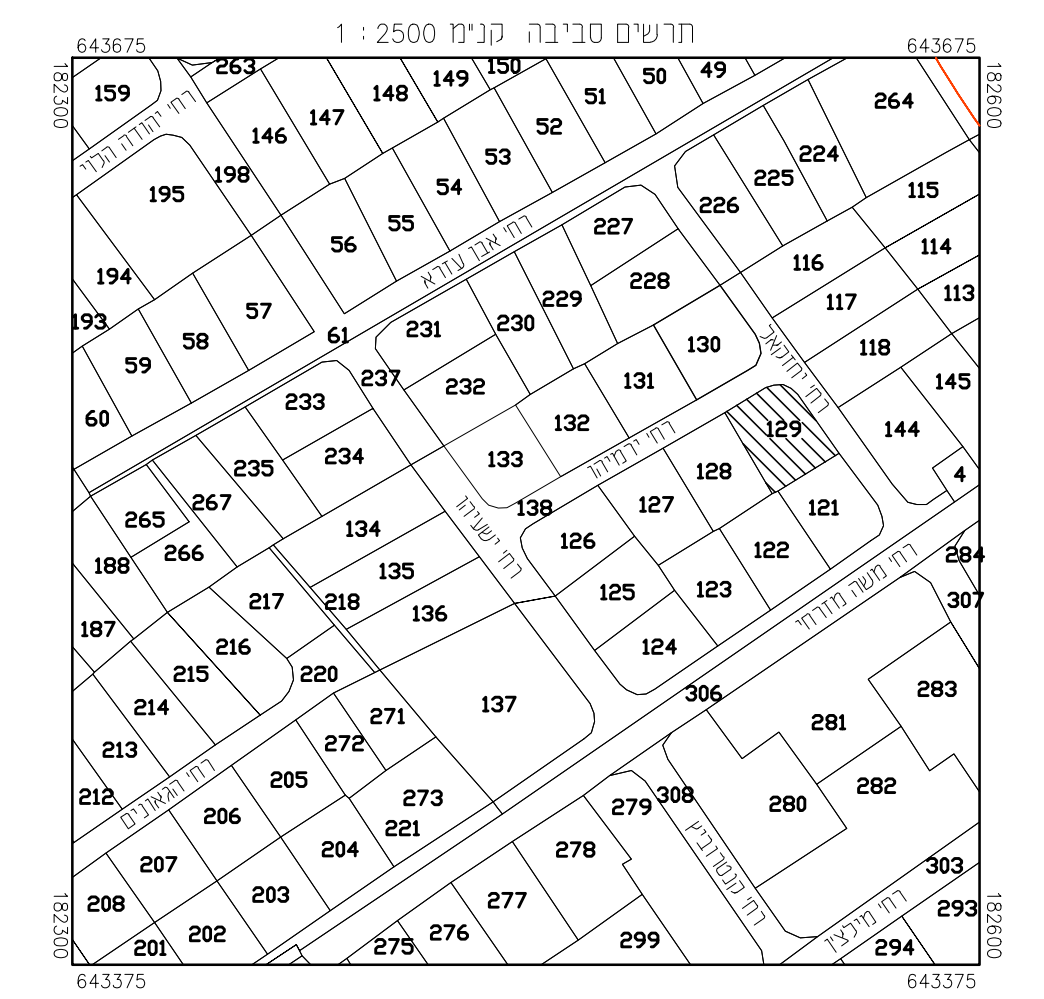 תרשים סביבה קנ"מ 2500 : 1
643675 643675
182300 182600
159 263 150 49
148 149 50
147 51 264
רח' יהודה הלוי
146 52
198 53 224
195 54 225 115
55 226
56 227
רח' אבן עזרא
114
194 228 116
193 57 229 117 113
58 61 231 230
רח' יחזקאל
59 237 232 131 130 118
60 233 132 145
235 234 133
רח' ירמיהו
128 129 144
265 267 138 127 4
רח' ישעיהו
188 266 134 126 122 121
רח' משה מזרחי
284
135 125 123 307
187 217 218 136
216 124
215 220 306
214 137 283
213 272 271 281
212 205 273 279 308 282
רח' הגאונים
206 221 280
רח' קנטרוביץ
207 204 278 303
208 203 277 293
רח' מילצין
201 202 275 276 299 294
182300 182600
643375 643375